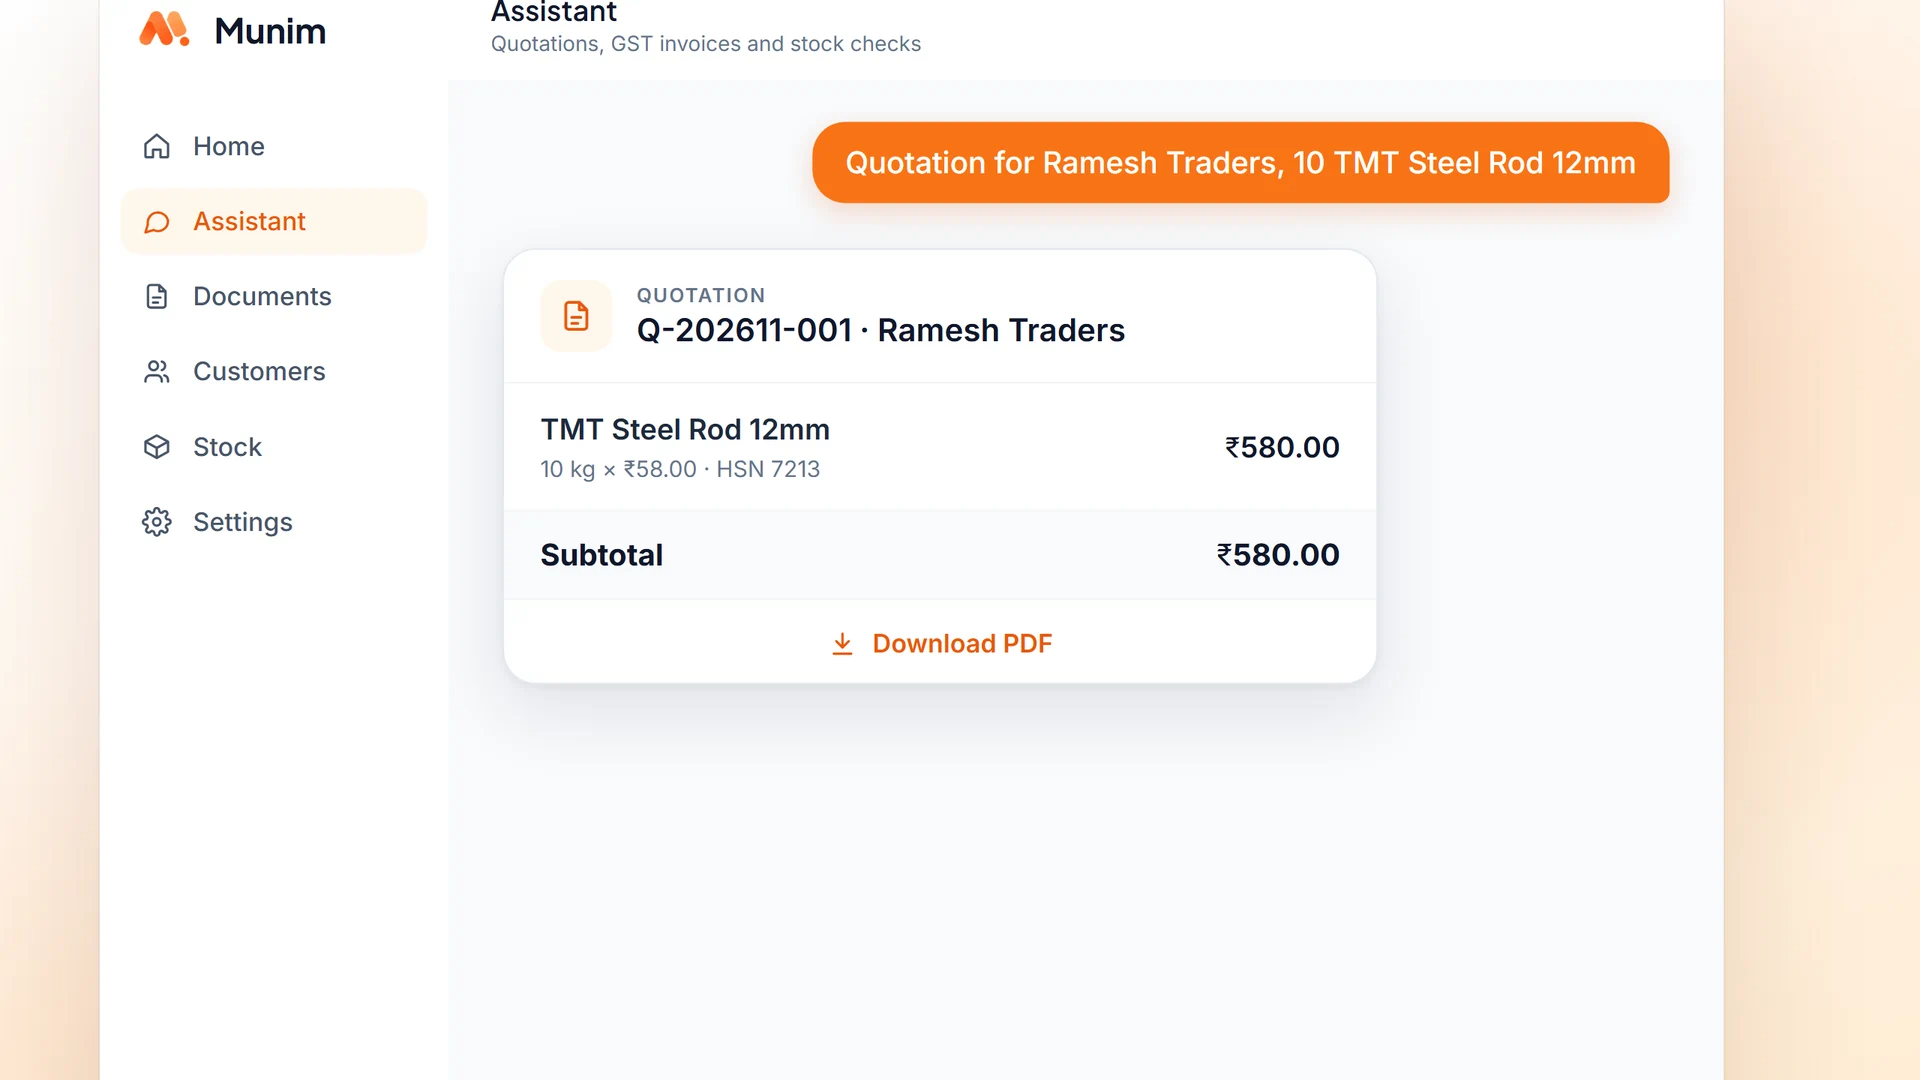 Munim
Assistant
Quotations, GST invoices and stock checks
Home
Assistant
Documents
Customers
Stock
Settings
Quotation for Ramesh Traders, 10 TMT Steel Rod 12mm
QUOTATION
Q-202611-001 · Ramesh Traders
TMT Steel Rod 12mm
₹580.00
10 kg × ₹58.00 · HSN 7213
Subtotal
₹580.00
Download PDF